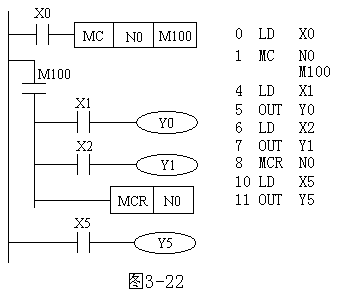 X0
MC N0 M100
M100
X1
Y0
X2
Y1
MCR N0
X5
Y5
0 LD X0
1 MC N0
M100
4 LD X1
5 OUT Y0
6 LD X2
7 OUT Y1
8 MCR N0
10 LD X5
11 OUT Y5
图3-22